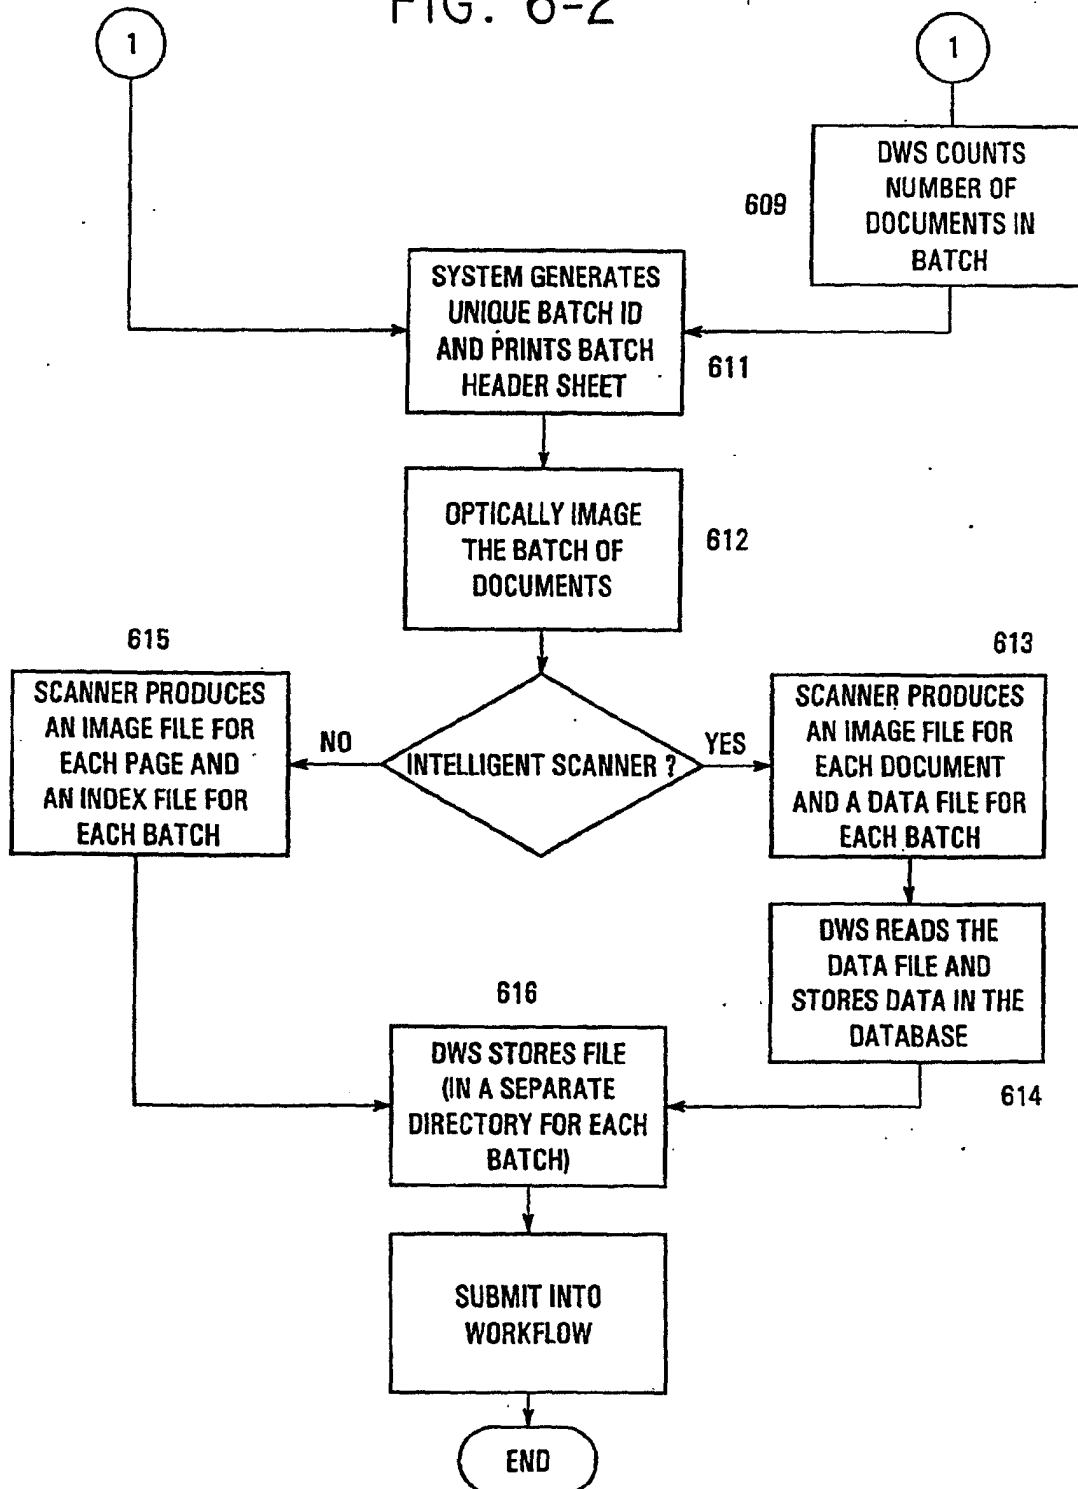 FIG. 6-2
1
1
DWS COUNTS
NUMBER OF
DOCUMENTS IN
BATCH
609
SYSTEM GENERATES
UNIQUE BATCH ID
AND PRINTS BATCH
HEADER SHEET
611
OPTICALLY IMAGE
THE BATCH OF
DOCUMENTS
612
615
613
SCANNER PRODUCES
AN IMAGE FILE FOR
EACH PAGE AND
AN INDEX FILE FOR
EACH BATCH
NO
INTELLIGENT SCANNER ?
YES
SCANNER PRODUCES
AN IMAGE FILE FOR
EACH DOCUMENT
AND A DATA FILE FOR
EACH BATCH
DWS READS THE
DATA FILE AND
STORES DATA IN THE
DATABASE
614
616
DWS STORES FILE
(IN A SEPARATE
DIRECTORY FOR EACH
BATCH)
SUBMIT INTO
WORKFLOW
END